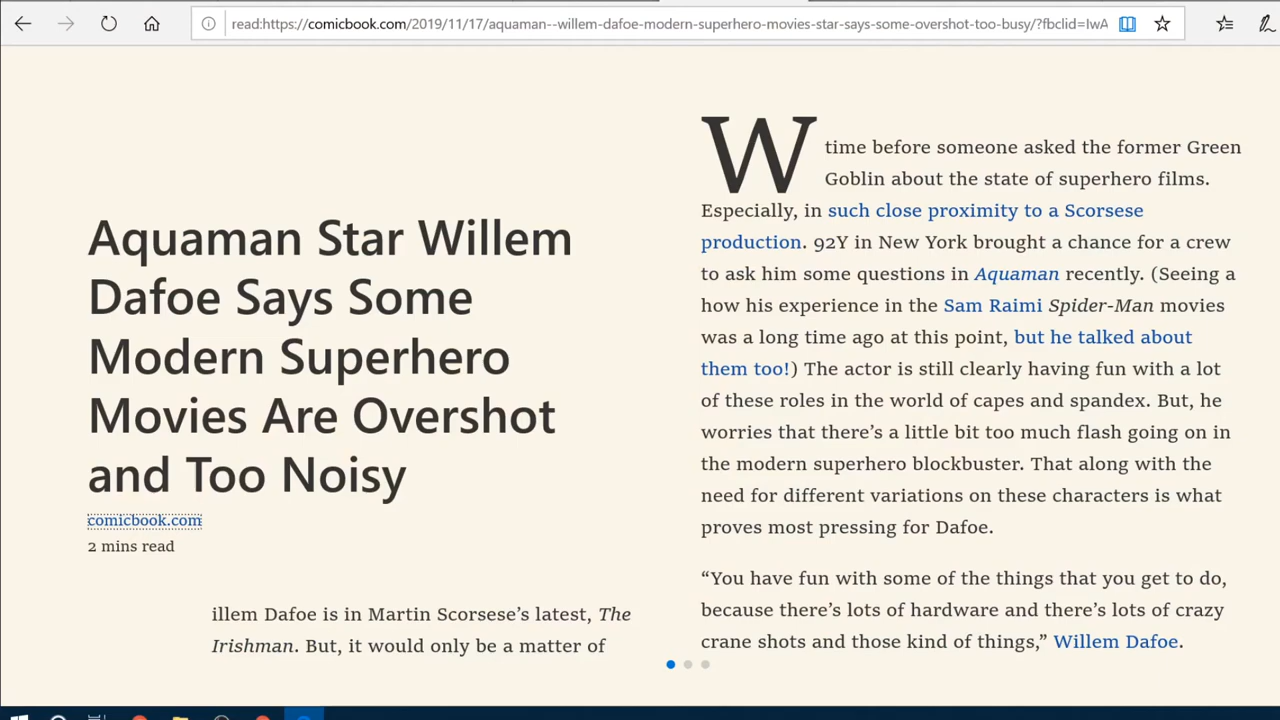 read:https://comicbook.com/2019/11/17/aquaman--willem-dafoe-modern-superhero-movies-star-says-some-overshot-too-busy/?fbclid=IwA
Aquaman Star Willem
Dafoe Says Some
Modern Superhero
Movies Are Overshot
and Too Noisy
comicbook.com
2 mins read
illem Dafoe is in Martin Scorsese’s latest, The
Irishman. But, it would only be a matter of
W
time before someone asked the former Green
Goblin about the state of superhero films.
Especially, in such close proximity to a Scorsese
production. 92Y in New York brought a chance for a crew
to ask him some questions in Aquaman recently. (Seeing a
how his experience in the Sam Raimi Spider-Man movies
was a long time ago at this point, but he talked about
them too!) The actor is still clearly having fun with a lot
of these roles in the world of capes and spandex. But, he
worries that there’s a little bit too much flash going on in
the modern superhero blockbuster. That along with the
need for different variations on these characters is what
proves most pressing for Dafoe.
“You have fun with some of the things that you get to do,
because there’s lots of hardware and there’s lots of crazy
crane shots and those kind of things,” Willem Dafoe.